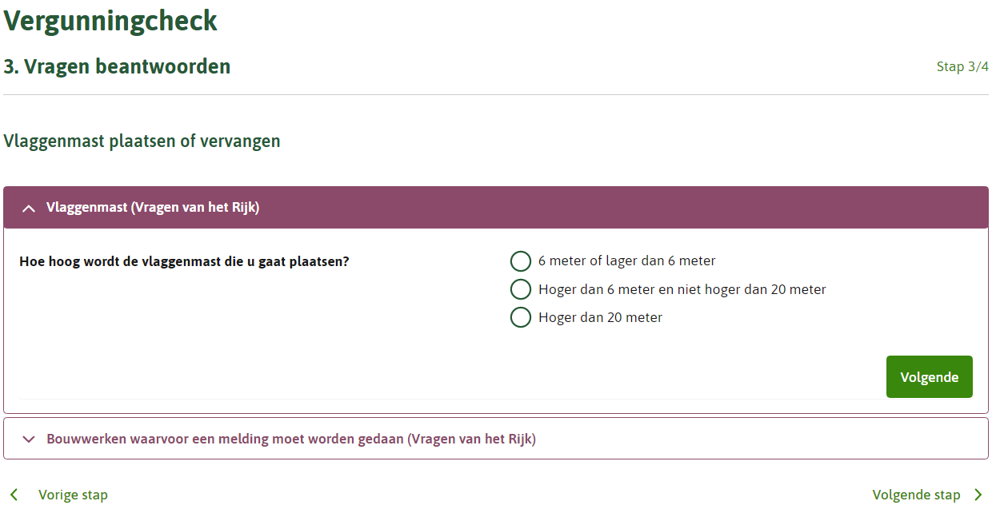 Vergunningcheck
3. Vragen beantwoorden
Stap 3/4
Vlaggenmast plaatsen of vervangen
Vlaggenmast (Vragen van het Rijk)
Hoe hoog wordt de vlaggenmast die u gaat plaatsen?
6 meter of lager dan 6 meter
Hoger dan 6 meter en niet hoger dan 20 meter
Hoger dan 20 meter
Volgende
Bouwwerken waarvoor een melding moet worden gedaan (Vragen van het Rijk)
Vorige stap
Volgende stap